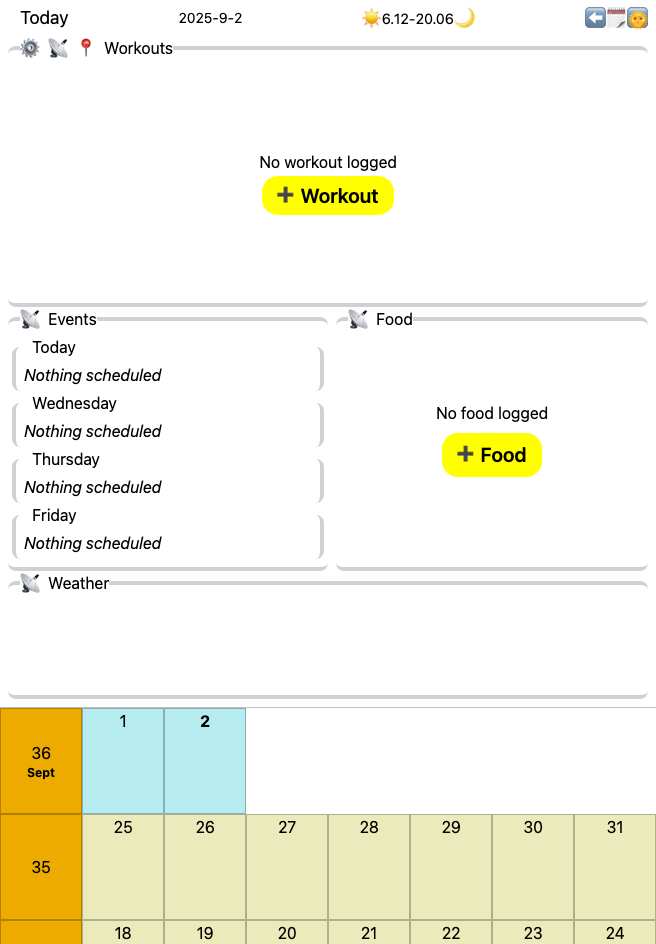 Today 2025-9-2 6.12-20.06
Workouts
No workout logged
Workout
Events
Food
Today
Nothing scheduled
Wednesday
Nothing scheduled
Thursday
Nothing scheduled
Friday
Nothing scheduled
No food logged
Food
Weather
36 Sept 1 2
35 25 26 27 28 29 30 31
18 19 20 21 22 23 24